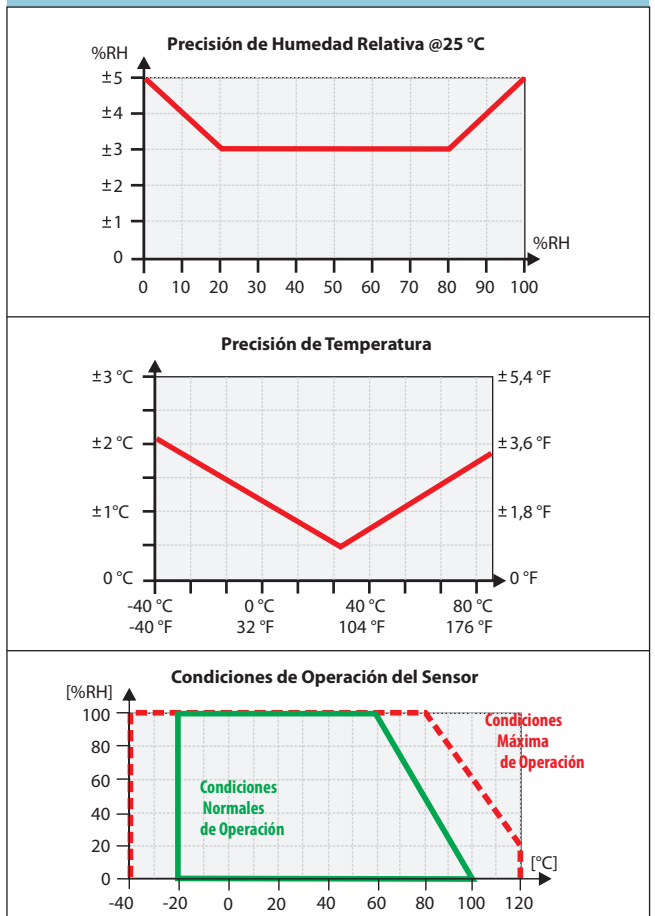 Precisión de Humedad Relativa @25 °C
%RH
±5
±4
±3
±2
±1
0
%RH
0 10 20 30 40 50 60 70 80 90 100
Precisión de Temperatura
±3 °C ±5,4 °F
±2 °C ±3,6 °F
±1°C ±1,8 °F
0 °C 0 °F
-40 °C 0 °C 40 °C 80 °C
-40 °F 32 °F 104 °F 176 °F
Condiciones de Operación del Sensor
[%RH]
100
80
60
40
20
0
Condiciones
Máxima
de Operación
Condiciones
Normales
de Operación
[°C]
-40 -20 0 20 40 60 80 100 120